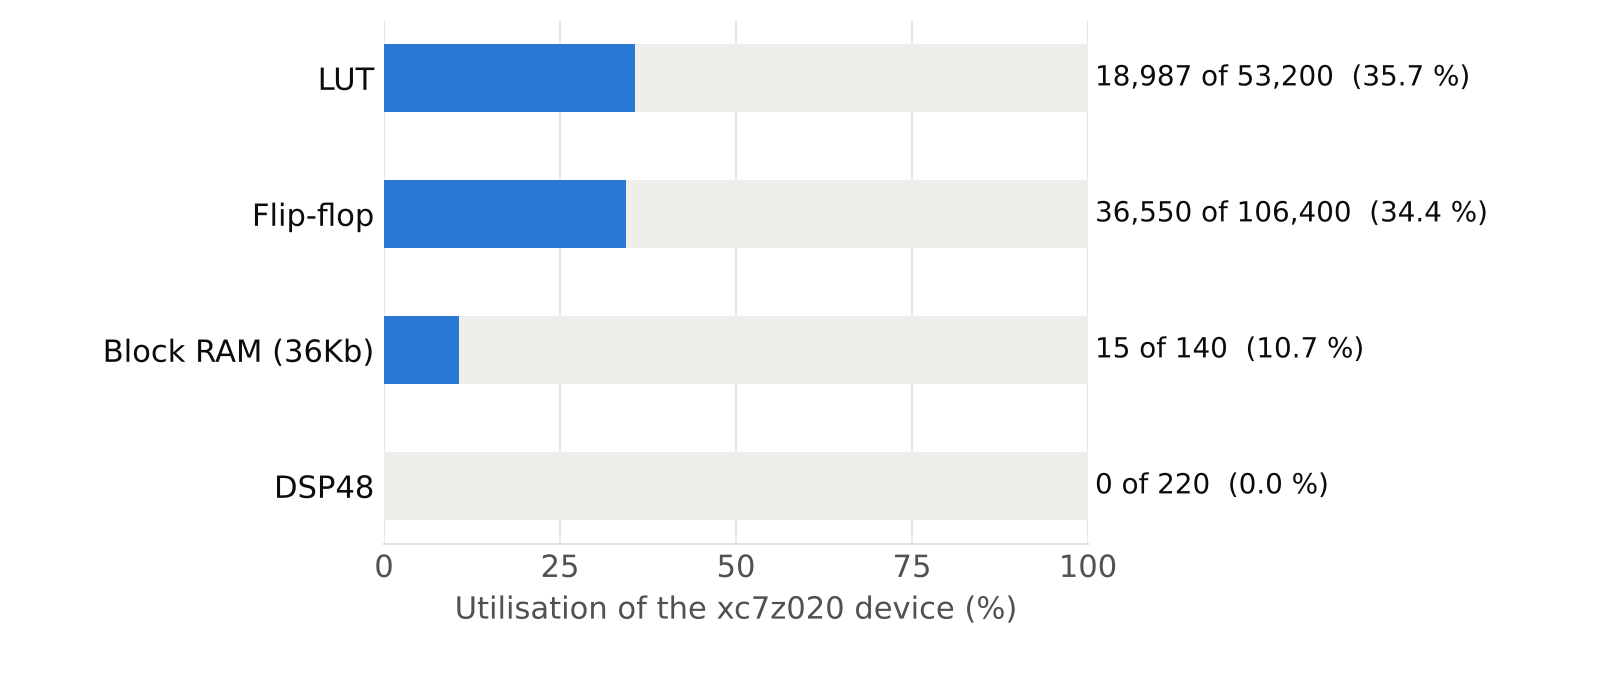 LUT 18,987 of 53,200 (35.7 %)
Flip-flop 36,550 of 106,400 (34.4 %)
Block RAM (36Kb) 15 of 140 (10.7 %)
DSP48 0 of 220 (0.0 %)
0 25 50 75 100
Utilisation of the xc7z020 device (%)